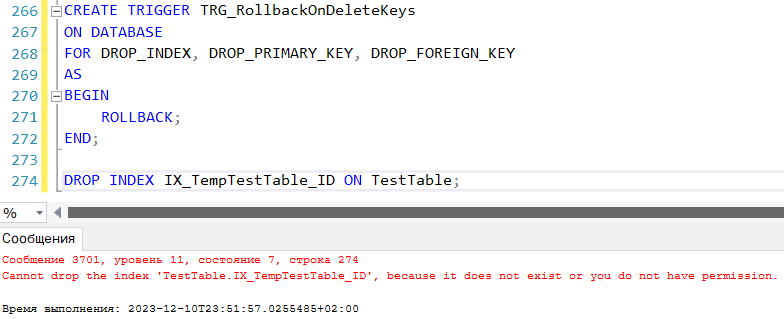 266 CREATE TRIGGER TRG_RollbackOnDeleteKeys
267 ON DATABASE
268 FOR DROP_INDEX, DROP_PRIMARY_KEY, DROP_FOREIGN_KEY
269 AS
270 BEGIN
271 ROLLBACK;
272 END;
273
274 DROP INDEX IX_TempTestTable_ID ON TestTable;
%
Сообщения
Сообщение 3701, уровень 11, состояние 7, строка 274
Cannot drop the index 'TestTable.IX_TempTestTable_ID', because it does not exist or you do not have permission.
Время выполнения: 2023-12-10T23:51:57.0255485+02:00